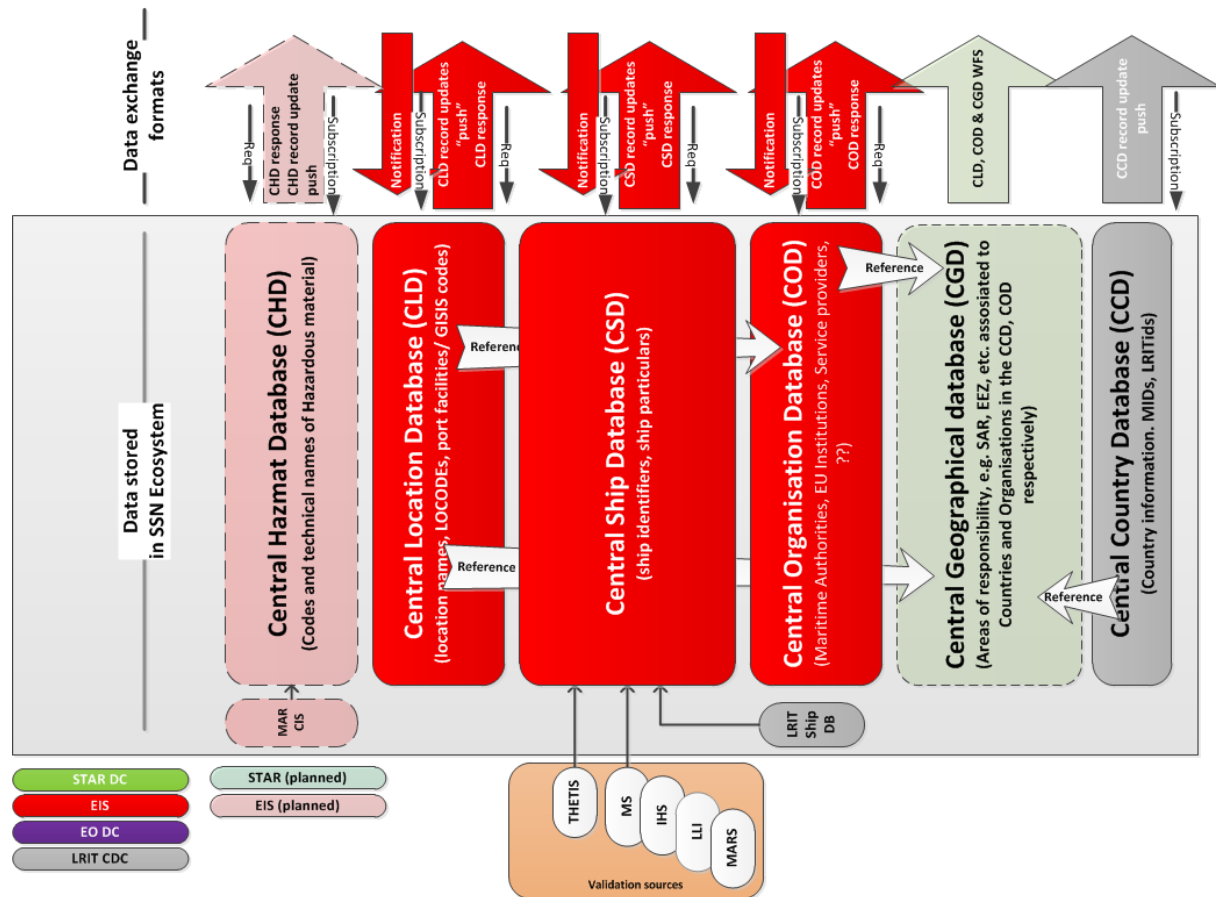 Data exchange
formats
Data stored
in SSN Ecosystem
Req
CHD response
CHD record update
push
Subscription
Notification
Subscription
CLD record updates
"push"
CLD response
Req
Notification
Subscription
CSD record updates
"push"
CSD response
Req
Notification
Subscription
COD record updates
"push"
COD response
Req
CLD, COD & CGD WFS
CCD record update
push
Subscription
Central Hazmat Database (CHD)
(Codes and technical names of Hazardous material)
MAR
CIS
Central Location Database (CLD)
(location names, LOCODEs, port facilities/ GISIS codes)
Reference
Reference
Central Ship Database (CSD)
(ship identifiers, ship particulars)
Central Organisation Database (COD)
(Maritime Authorities, EU Institutions, Service providers,
??)
Reference
LRIT
Ship
DB
Central Geographical database (CGD)
(Areas of responsibility, e.g. SAR, EEZ, etc. assosiated to
Countries and Organisations in the CCD, COD
respectively)
Reference
Central Country Database (CCD)
(Country information. MIDs, LRITids)
STAR DC
EIS
EO DC
LRIT CDC
STAR (planned)
EIS (planned)
THETIS
MS
IHS
LLI
MARS
Validation sources